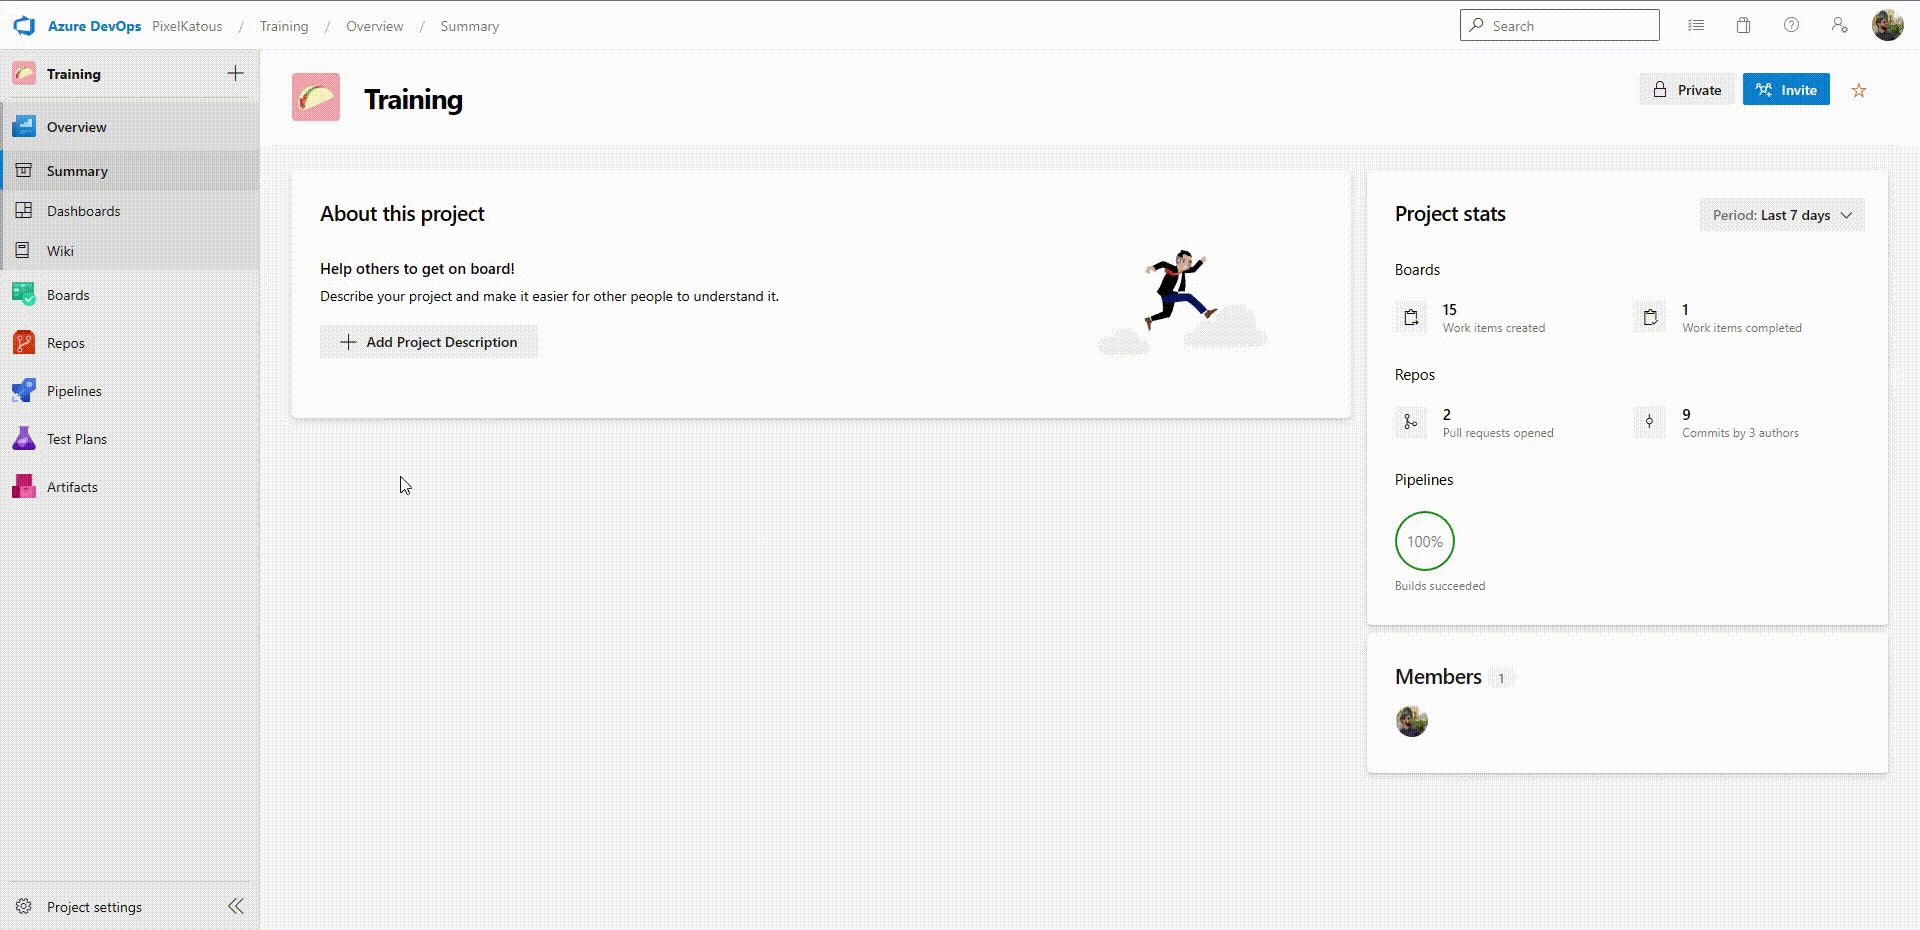 Azure DevOps PixelKatous / Training / Overview / Summary
Search
Training
Overview
Summary
Dashboards
Wiki
Boards
Repos
Pipelines
Test Plans
Artifacts
Project settings
Training
Private
Invite
About this project
Help others to get on board!
Describe your project and make it easier for other people to understand it.
Add Project Description
Project stats
Period: Last 7 days
Boards
15
Work items created
1
Work items completed
Repos
2
Pull requests opened
9
Commits by 3 authors
Pipelines
100%
Builds succeeded
Members 1